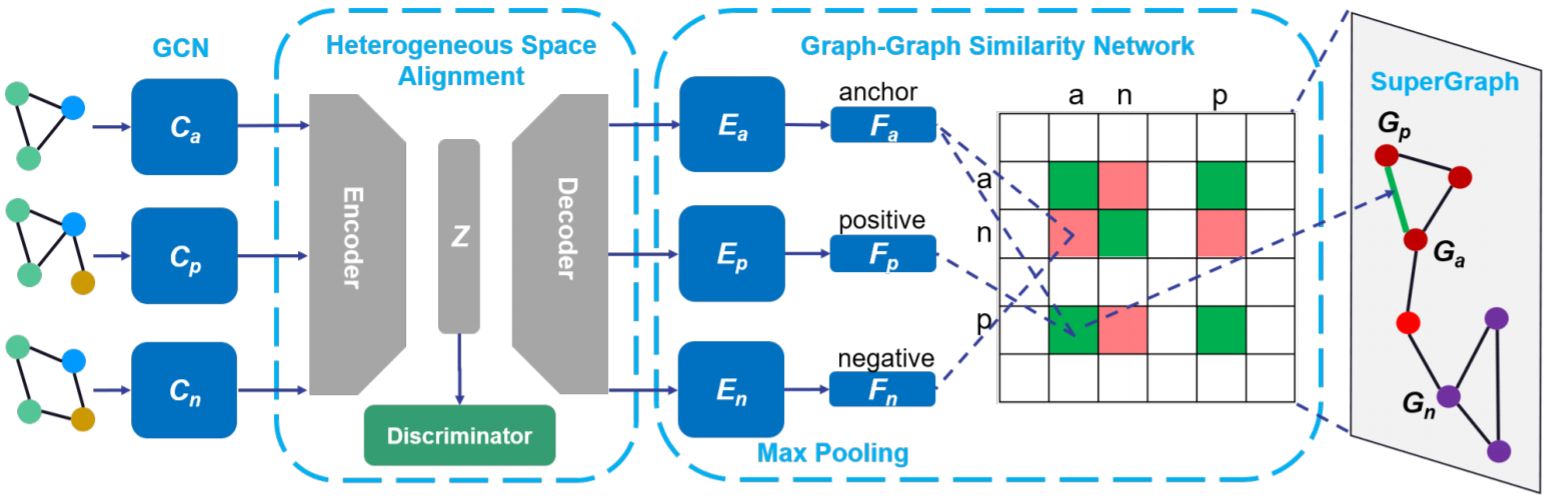 GCN
Heterogeneous Space
Alignment
Graph-Graph Similarity Network
SuperGraph
C_a
C_p
C_n
Encoder
Z
Decoder
Discriminator
E_a
E_p
E_n
anchor
F_a
positive
F_p
negative
F_n
Max Pooling
a n p
a
n
p
G_p
G_a
G_n